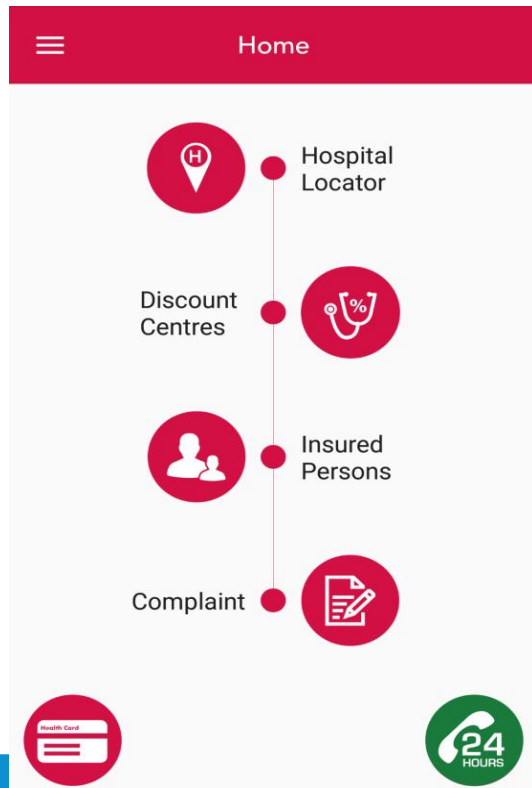 Home
H
Hospital
Locator
Discount
Centres
%
Insured
Persons
Complaint
Health Card
24
HOURS